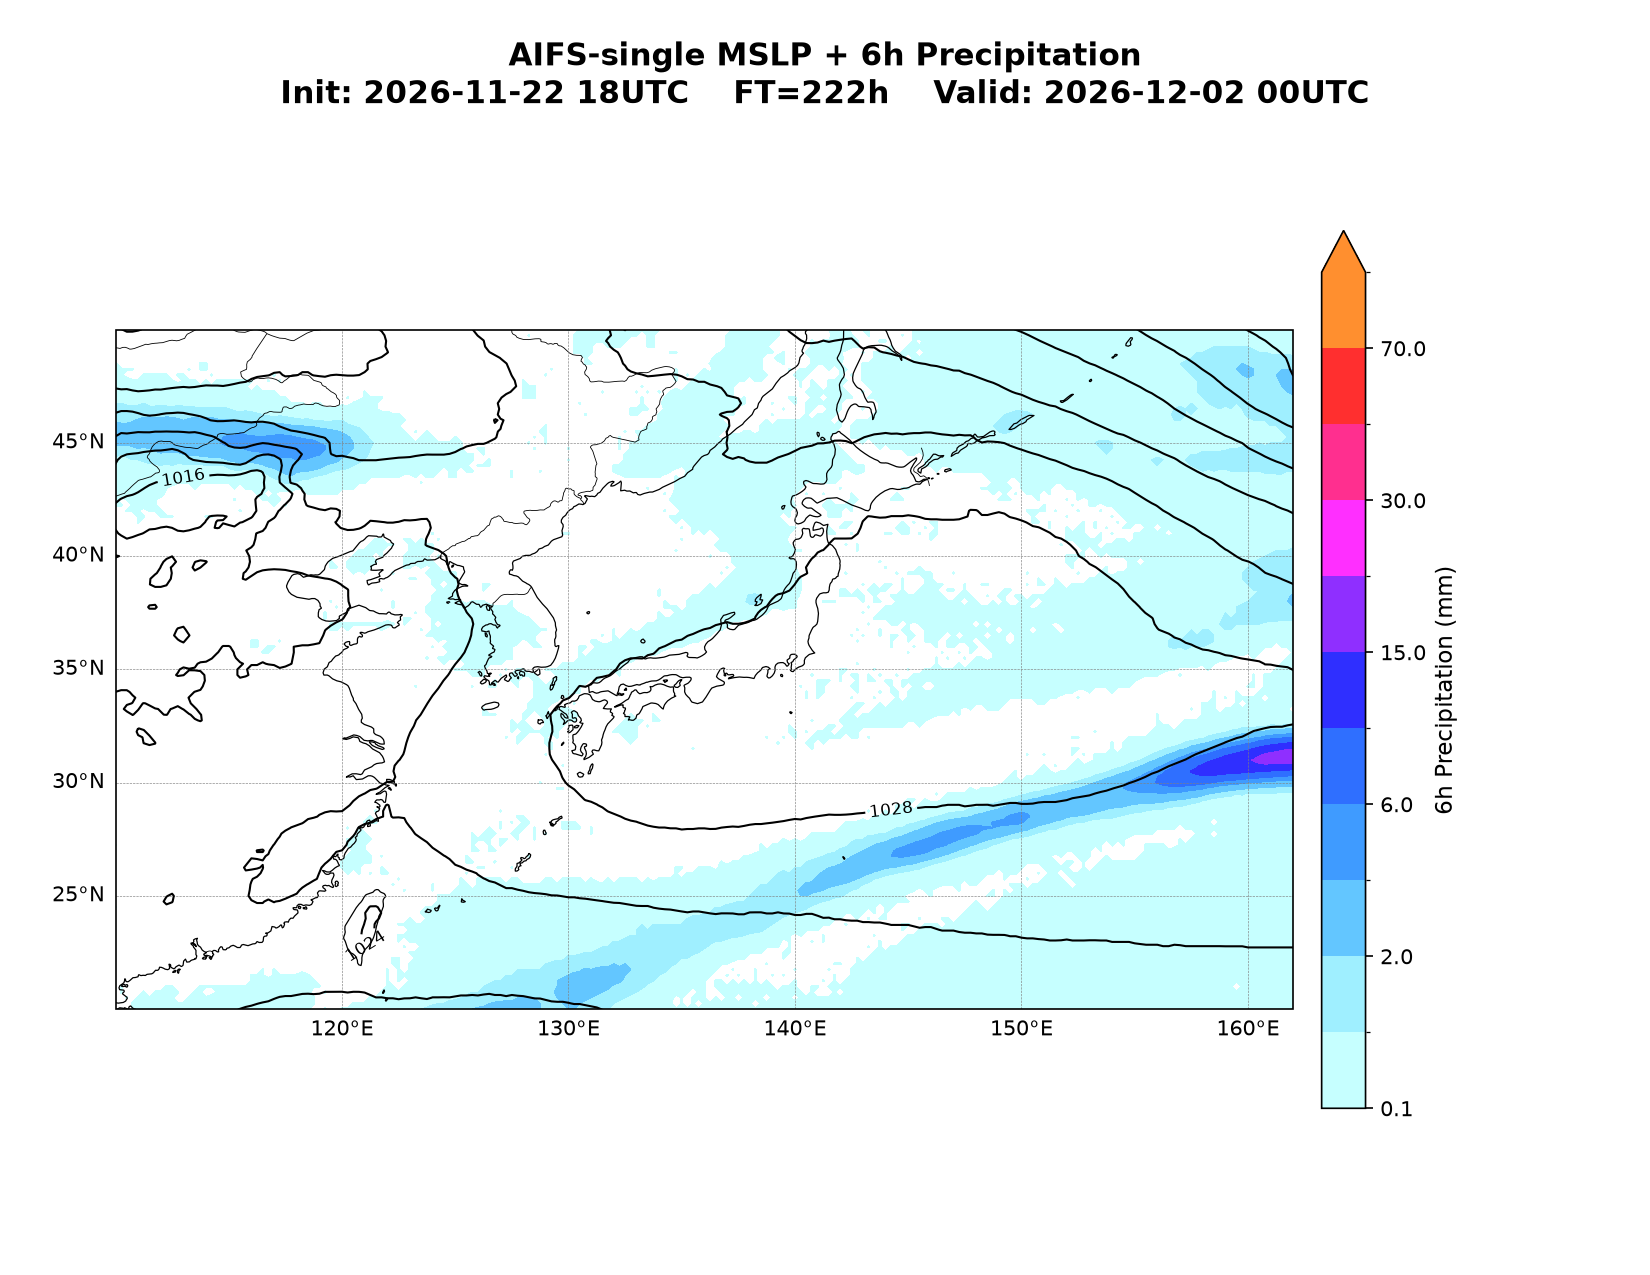 AIFS-single MSLP + 6h Precipitation
Init: 2026-11-22 18UTC    FT=222h    Valid: 2026-12-02 00UTC
70.0
45°N
1016
30.0
40°N
35°N
15.0
6h Precipitation (mm)
30°N
1028
6.0
25°N
2.0
120°E
130°E
140°E
150°E
160°E
0.1